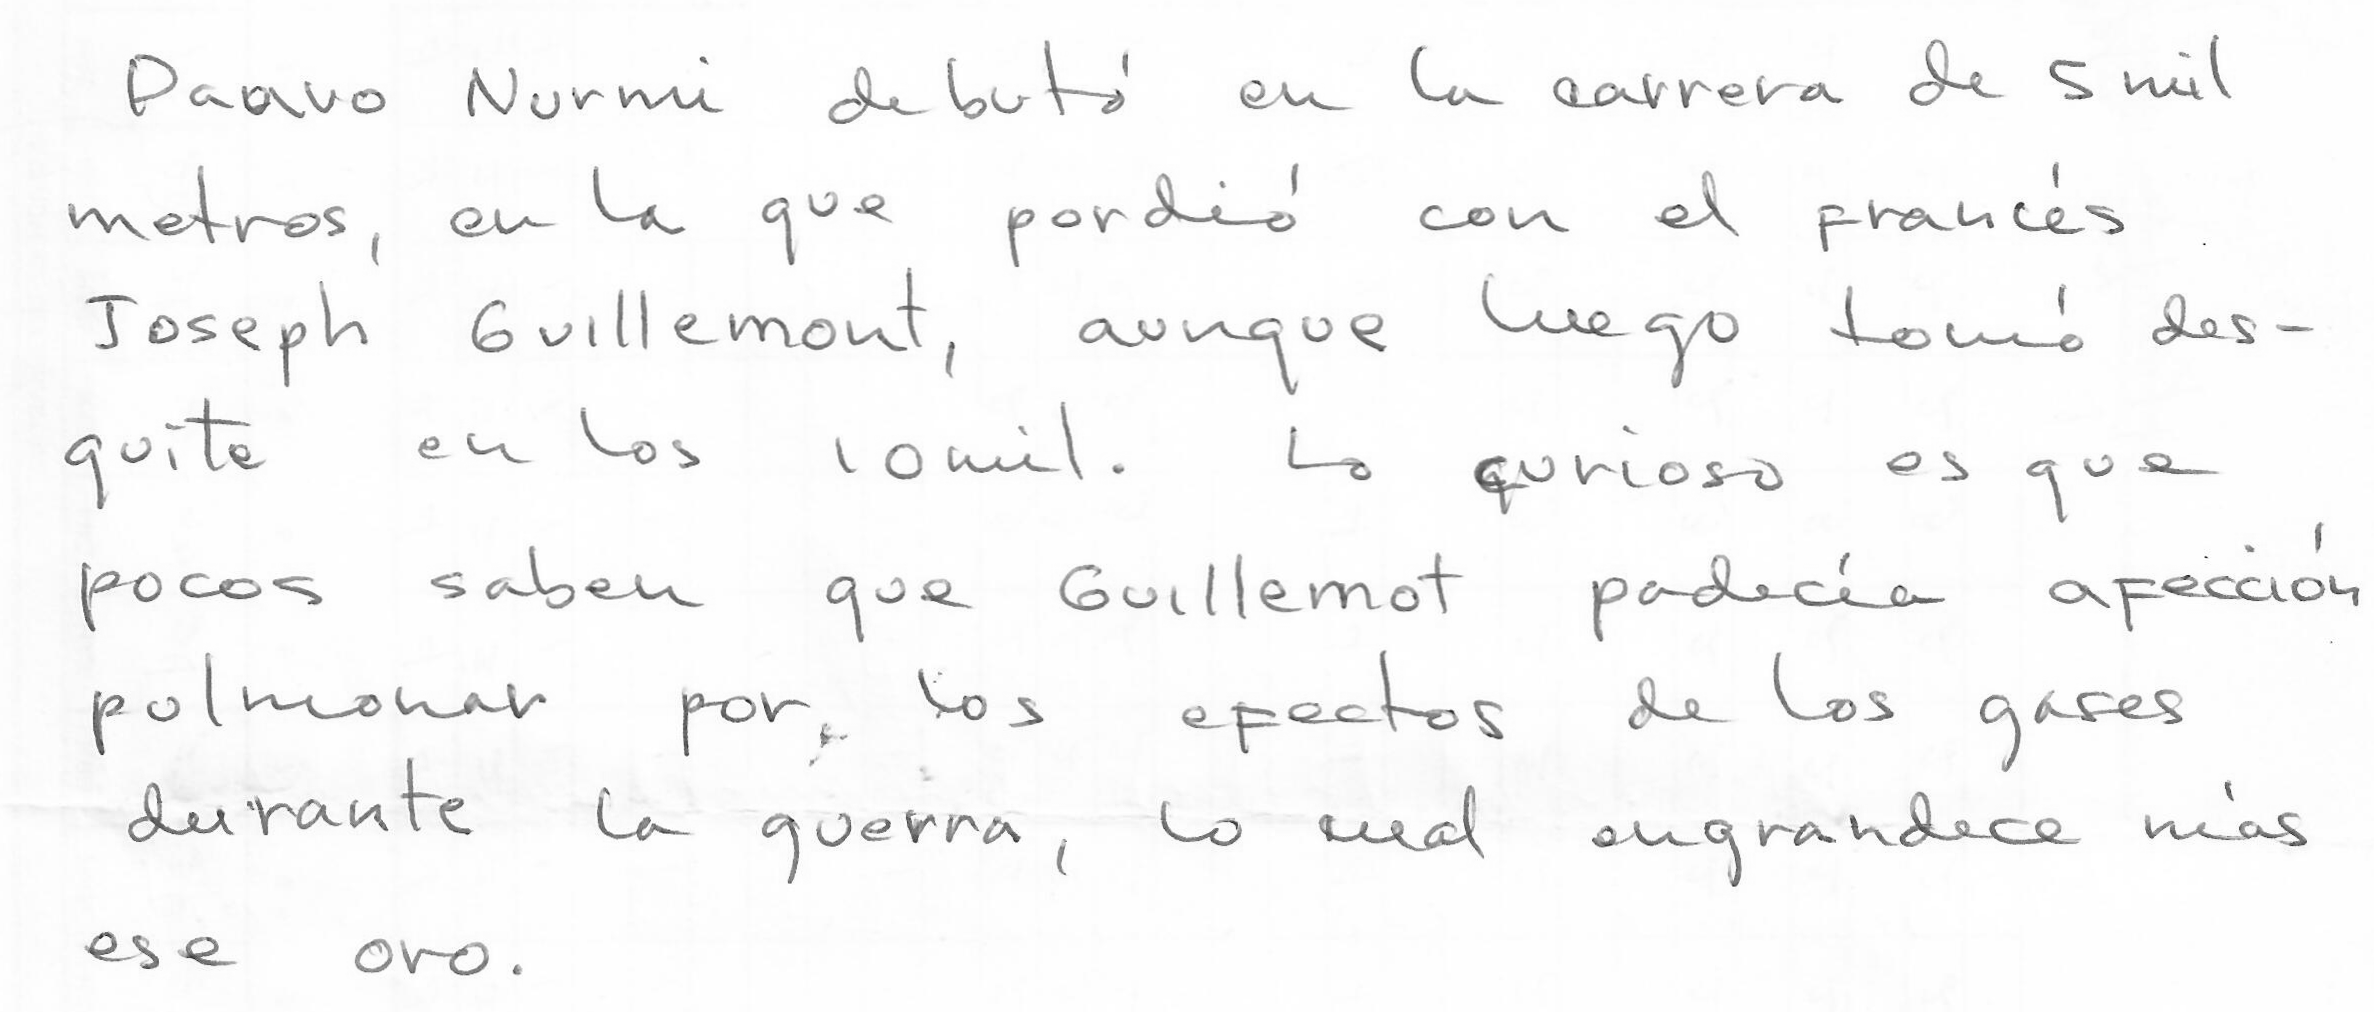 Paavo Nurmi debutó en la carrera de 5 mil
metros, en la que perdió con el francés
Joseph Guillemont, aunque luego tomó des-
quite en los 10 mil. Lo curioso es que
pocos saben que Guillemot padecía afección
pulmonar por los efectos de los gases
durante la guerra, lo cual engrandece más
ese oro.